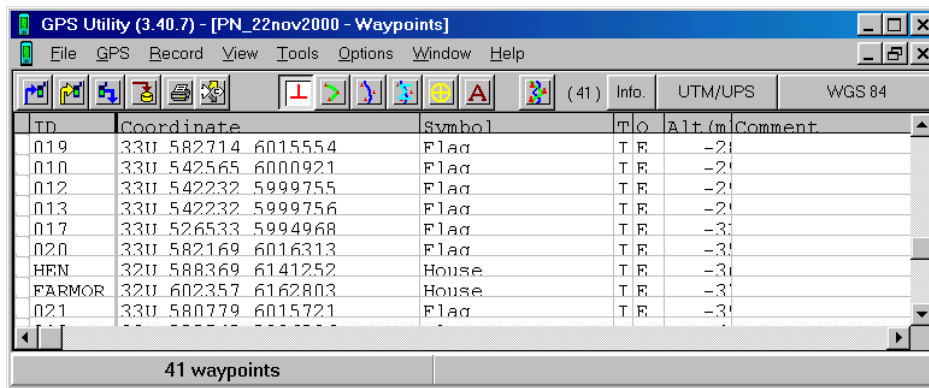 GPS Utility (3.40.7) - [PN_22nov2000 - Waypoints]
File GPS Record View Tools Options Window Help
A (41) Info. UTM/UPS WGS 84
ID Coordinate Symbol T O Alt(m Comment
019 33U 582714 6015554 Flag T E
010 33U 542565 6000921 Flag T E
012 33U 542232 5999755 Flag T E
013 33U 542232 5999756 Flag T E
017 33U 526533 5994968 Flag T E
020 33U 582169 6016313 Flag T E
HEN 32U 588369 6141252 House T E
FARMOR 32U 602357 6162803 House T E
021 33U 580779 6015721 Flag T E
41 waypoints